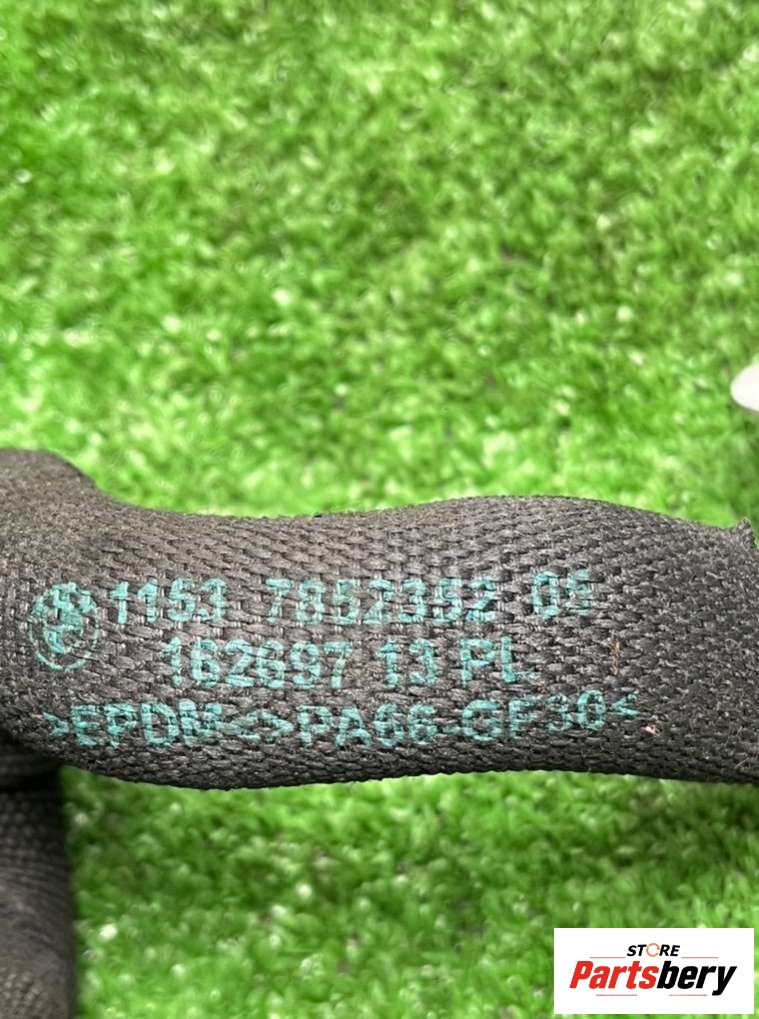 1153 7852352 05
162697 13 PL
>EPDM<>PA66-GF30<
STORE
Partsbery